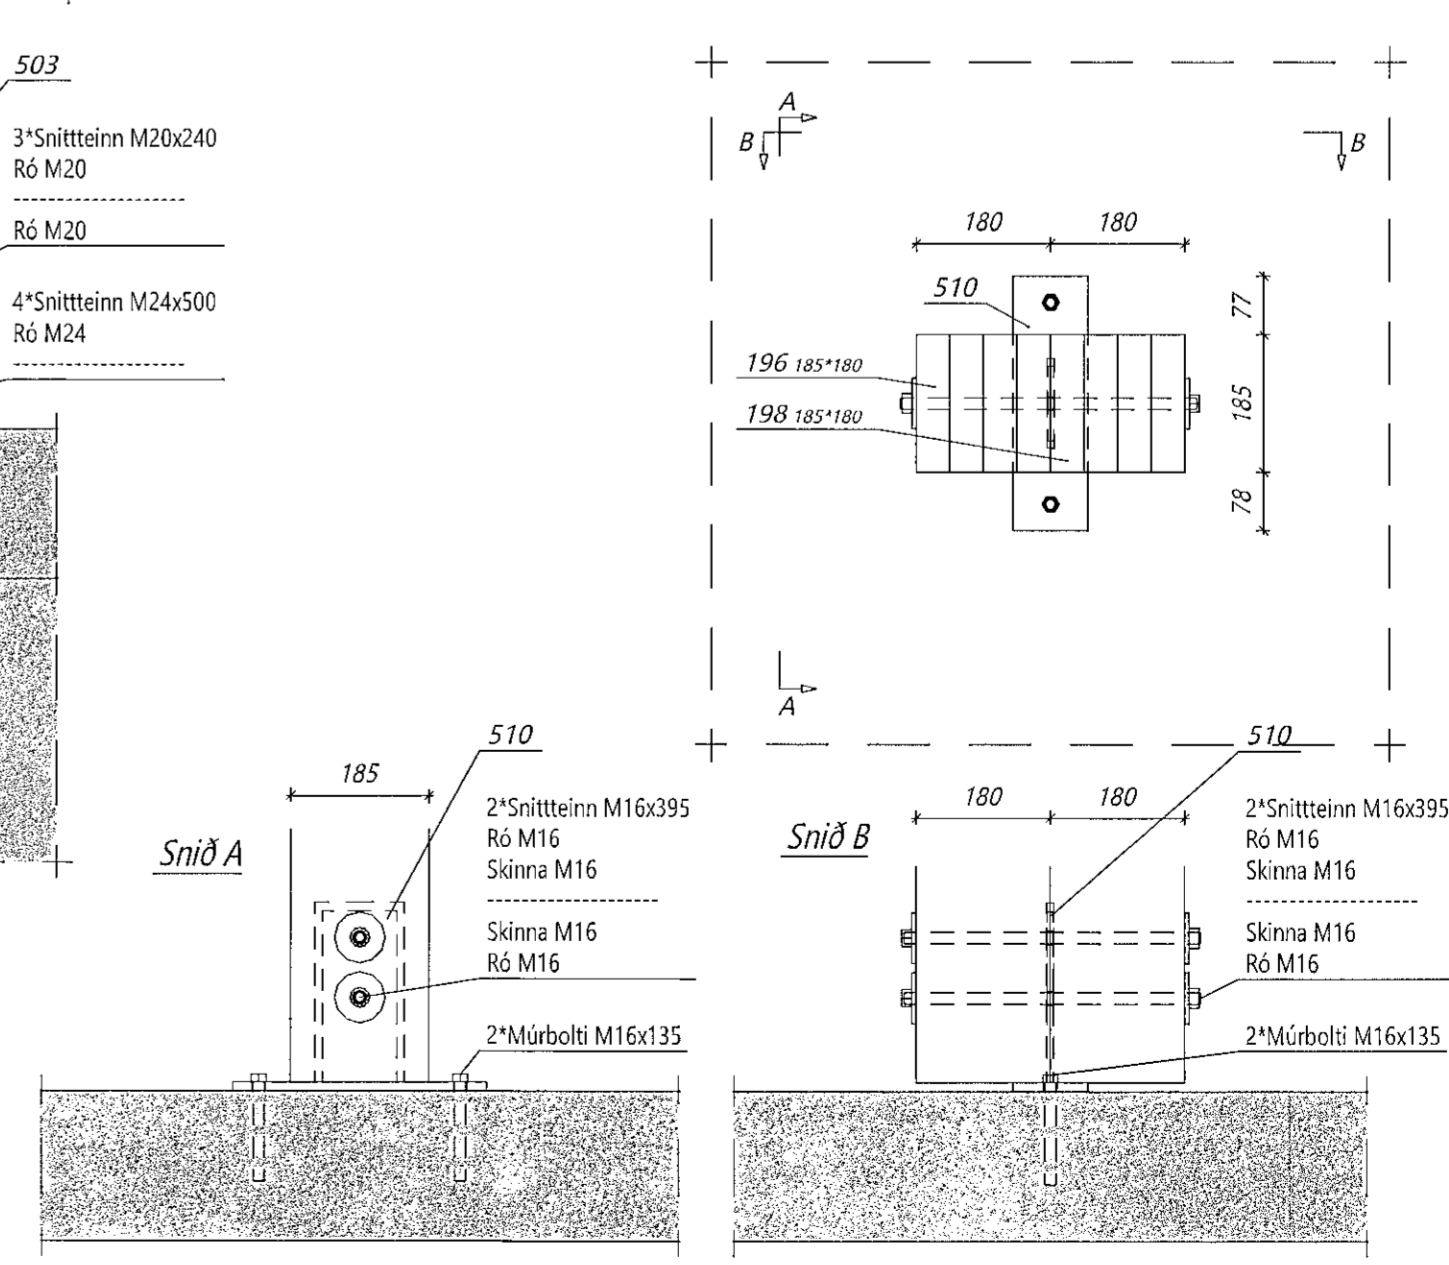 503
3*Snittteinn M20x240
Ró M20
Ró M20
4*Snittteinn M24x500
Ró M24
A
B
B
180 180
510
77
196 185*180
185
198 185*180
78
A
510
185
Snið A
2*Snittteinn M16x395
Ró M16
Skinna M16
Skinna M16
Ró M16
2*Múrbolti M16x135
510
180 180
Snið B
2*Snittteinn M16x395
Ró M16
Skinna M16
Skinna M16
Ró M16
2*Múrbolti M16x135